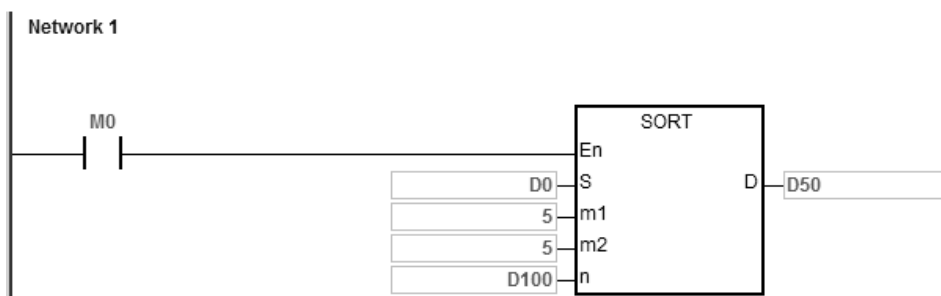 Network 1
M0
SORT
En
D0 S D D50
5 m1
5 m2
D100 n